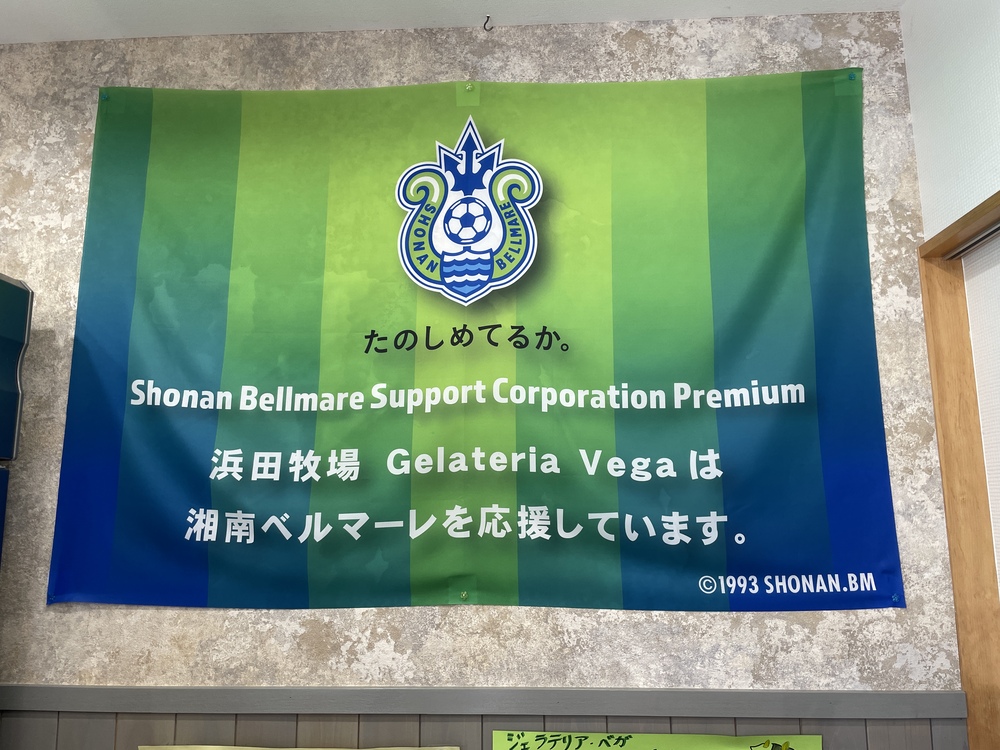 SHONAN BELLMARE
たのしめてるか。
Shonan Bellmare Support Corporation Premium
浜田牧場 Gelateria Vega は
湘南ベルマーレを応援しています。
©1993 SHONAN.BM
ジェラテリア・ベガ